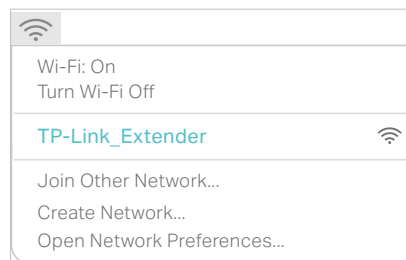 Wi-Fi: On
Turn Wi-Fi Off
TP-Link_Extender
Join Other Network...
Create Network...
Open Network Preferences...